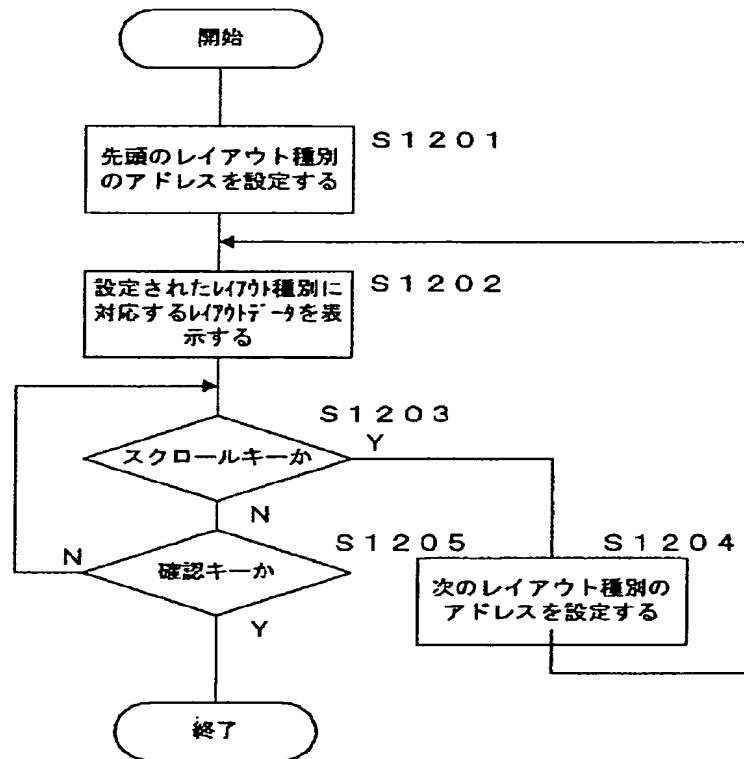 開始
S1201
先頭のレイアウト種別
のアドレスを設定する
S1202
設定されたﾚｲｱｳﾄ種別に
対応するﾚｲｱｳﾄﾃﾞｰﾀを表
示する
S1203
スクロールキーか
Y
N
S1205
確認キーか
N
Y
S1204
次のレイアウト種別の
アドレスを設定する
終了